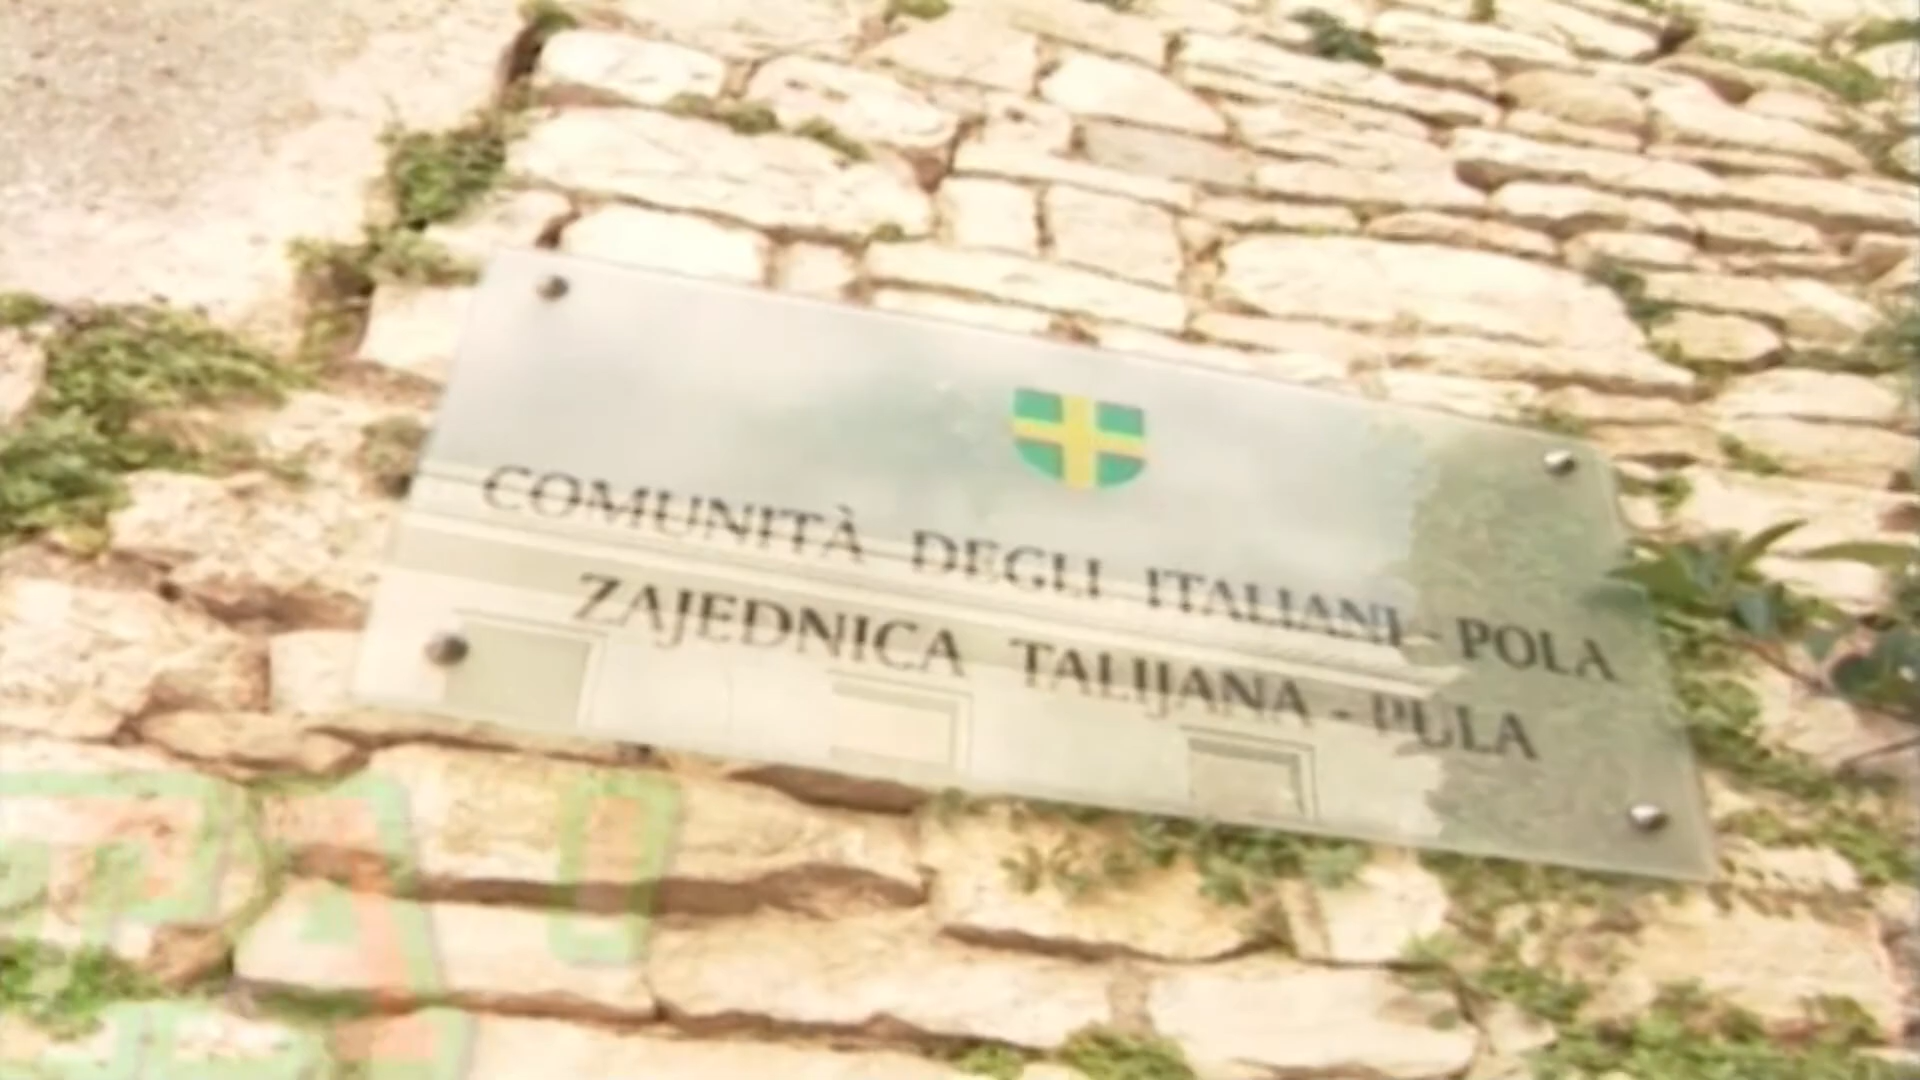 COMUNITÀ DEGLI ITALIANI - POLA
ZAJEDNICA TALIJANA - PULA